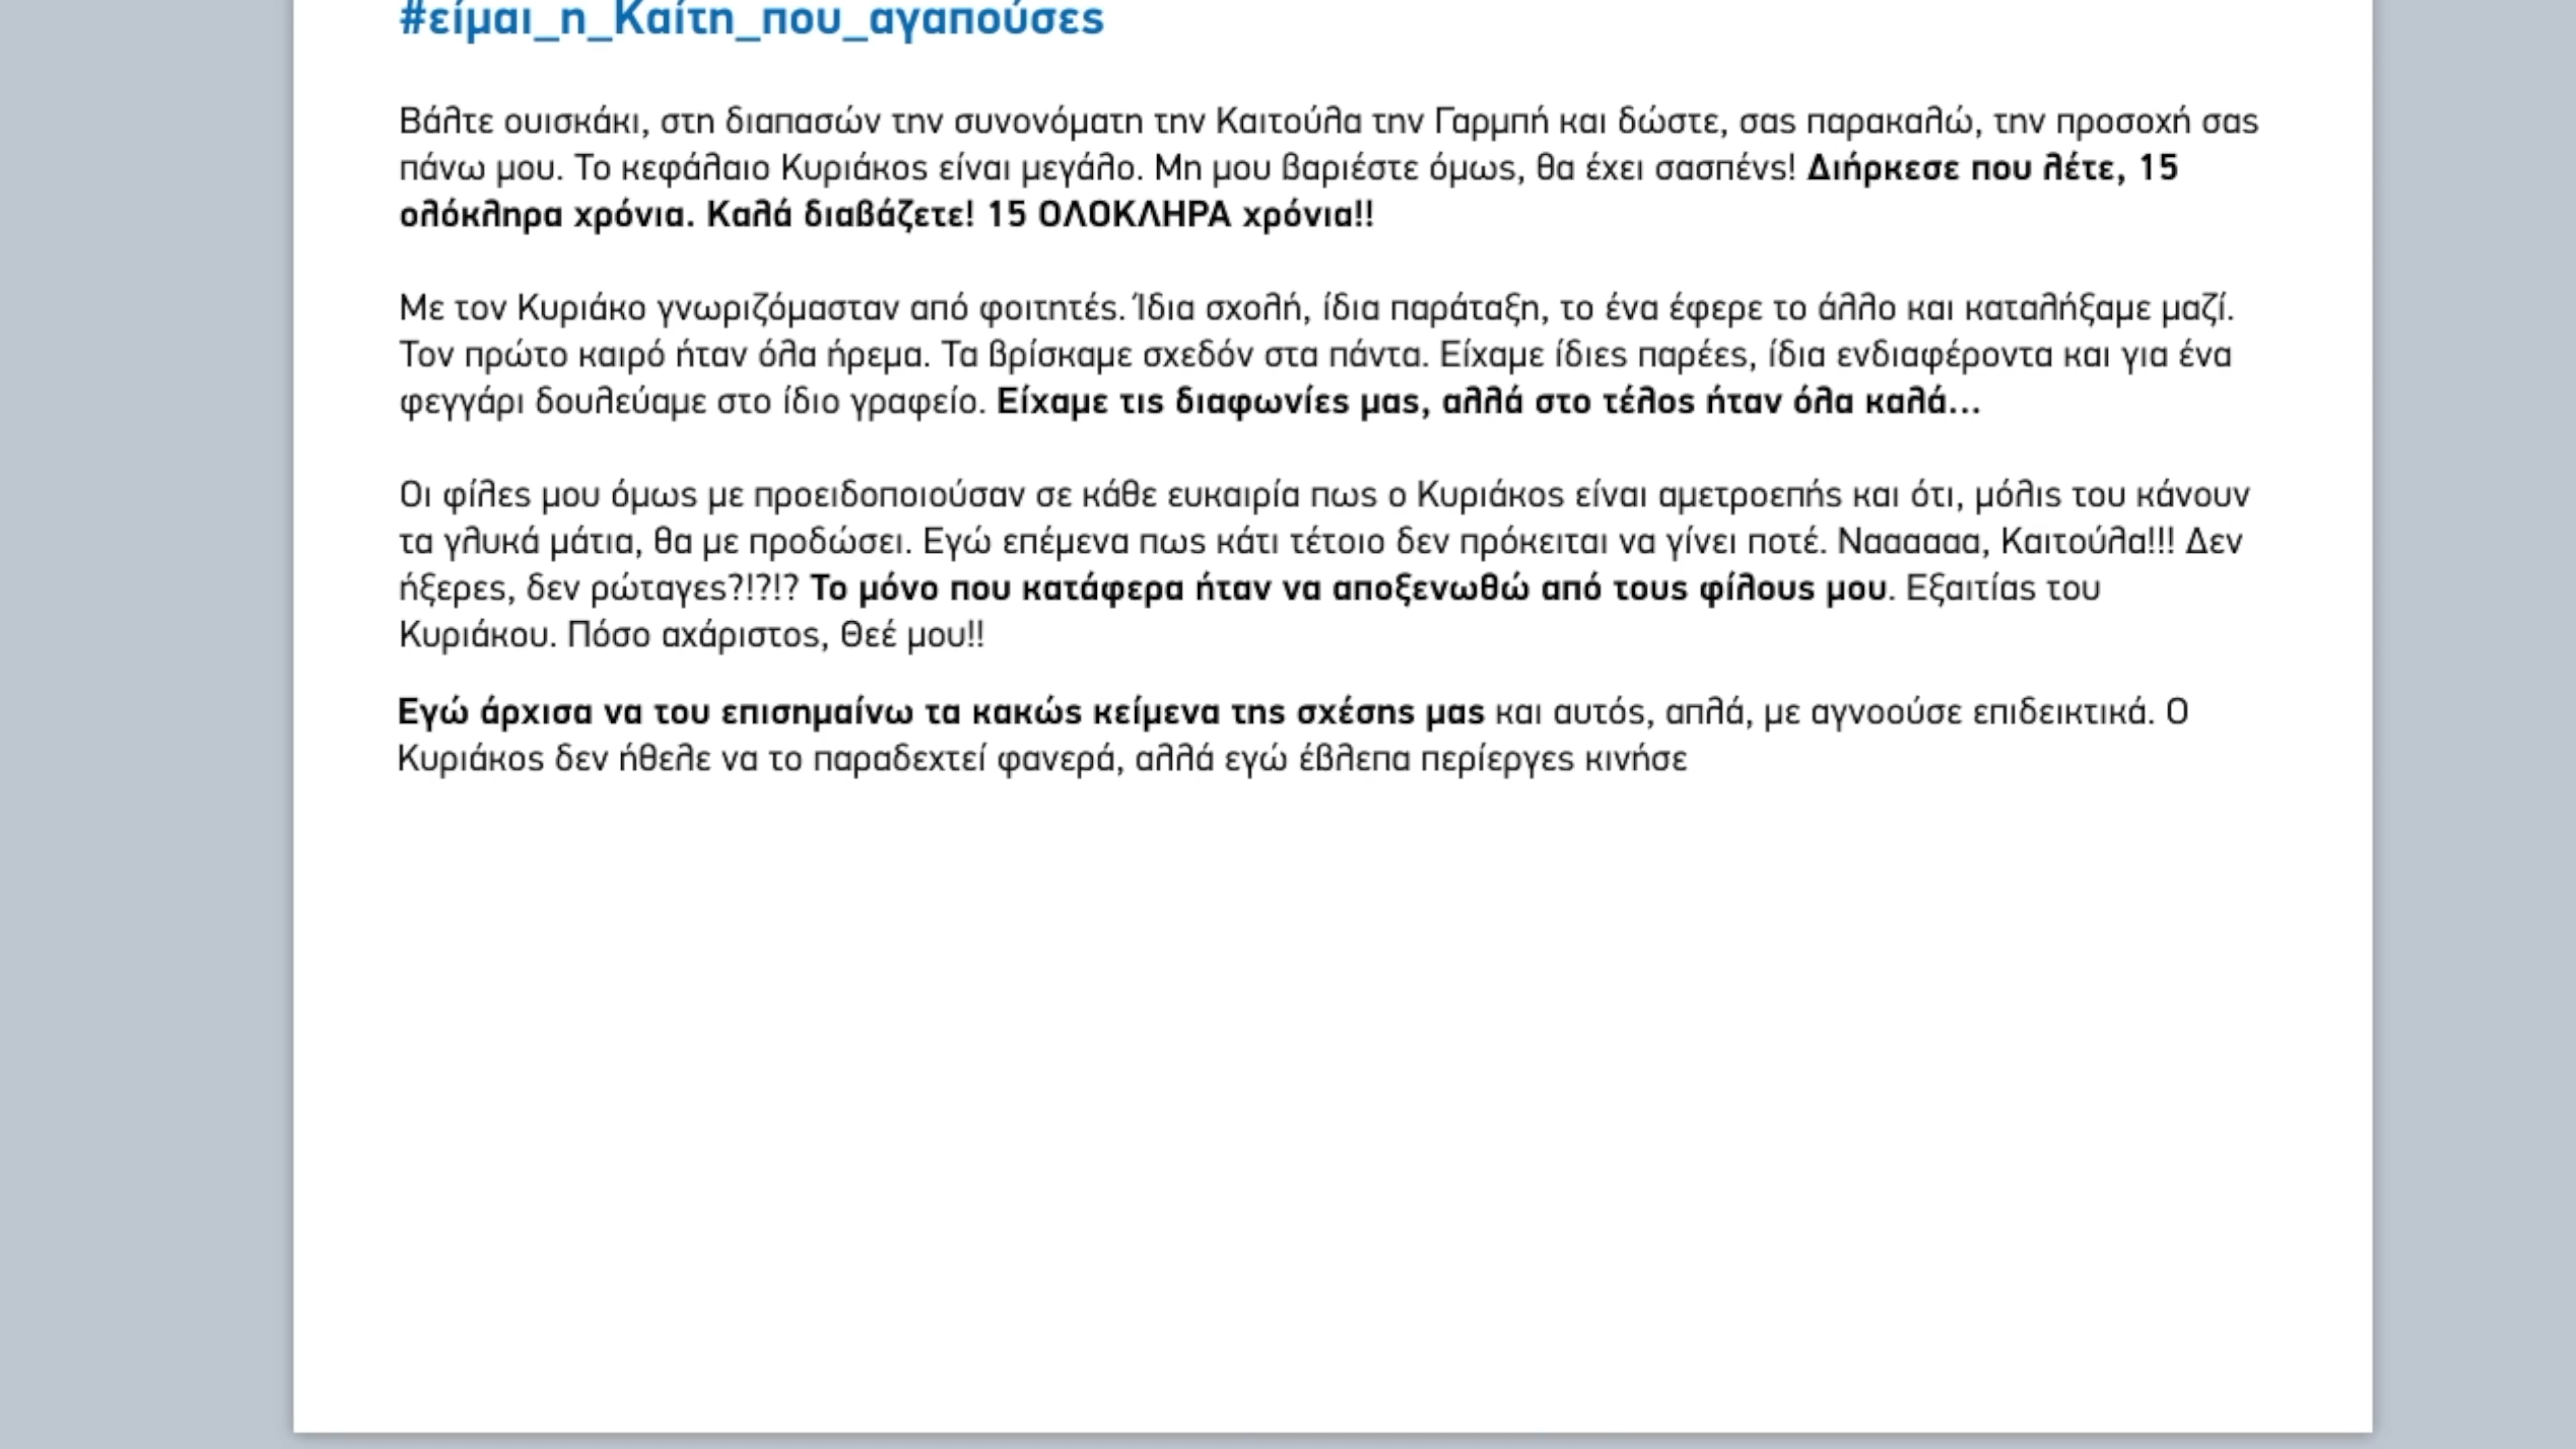 #είμαι_η_Καίτη_που_αγαπούσες
Βάλτε ουισκάκι, στη διαπασών την συνονόματη την Καιτούλα την Γαρμπή και δώστε, σας παρακαλώ, την προσοχή σας
πάνω μου. Το κεφάλαιο Κυριάκος είναι μεγάλο. Μη μου βαριέστε όμως, θα έχει σασπένς! Διήρκεσε που λέτε, 15
ολόκληρα χρόνια. Καλά διαβάζετε! 15 ΟΛΟΚΛΗΡΑ χρόνια!!
Με τον Κυριάκο γνωριζόμασταν από φοιτητές. Ίδια σχολή, ίδια παράταξη, το ένα έφερε το άλλο και καταλήξαμε μαζί.
Τον πρώτο καιρό ήταν όλα ήρεμα. Τα βρίσκαμε σχεδόν στα πάντα. Είχαμε ίδιες παρέες, ίδια ενδιαφέροντα και για ένα
φεγγάρι δουλεύαμε στο ίδιο γραφείο. Είχαμε τις διαφωνίες μας, αλλά στο τέλος ήταν όλα καλά...
Οι φίλες μου όμως με προειδοποιούσαν σε κάθε ευκαιρία πως ο Κυριάκος είναι αμετροεπής και ότι, μόλις του κάνουν
τα γλυκά μάτια, θα με προδώσει. Εγώ επέμενα πως κάτι τέτοιο δεν πρόκειται να γίνει ποτέ. Ναααααα, Καιτούλα!!! Δεν
ήξερες, δεν ρώταγες?!?!? Το μόνο που κατάφερα ήταν να αποξενωθώ από τους φίλους μου. Εξαιτίας του
Κυριάκου. Πόσο αχάριστος, Θεέ μου!!
Εγώ άρχισα να του επισημαίνω τα κακώς κείμενα της σχέσης μας και αυτός, απλά, με αγνοούσε επιδεικτικά. Ο
Κυριάκος δεν ήθελε να το παραδεχτεί φανερά, αλλά εγώ έβλεπα περίεργες κινήσε